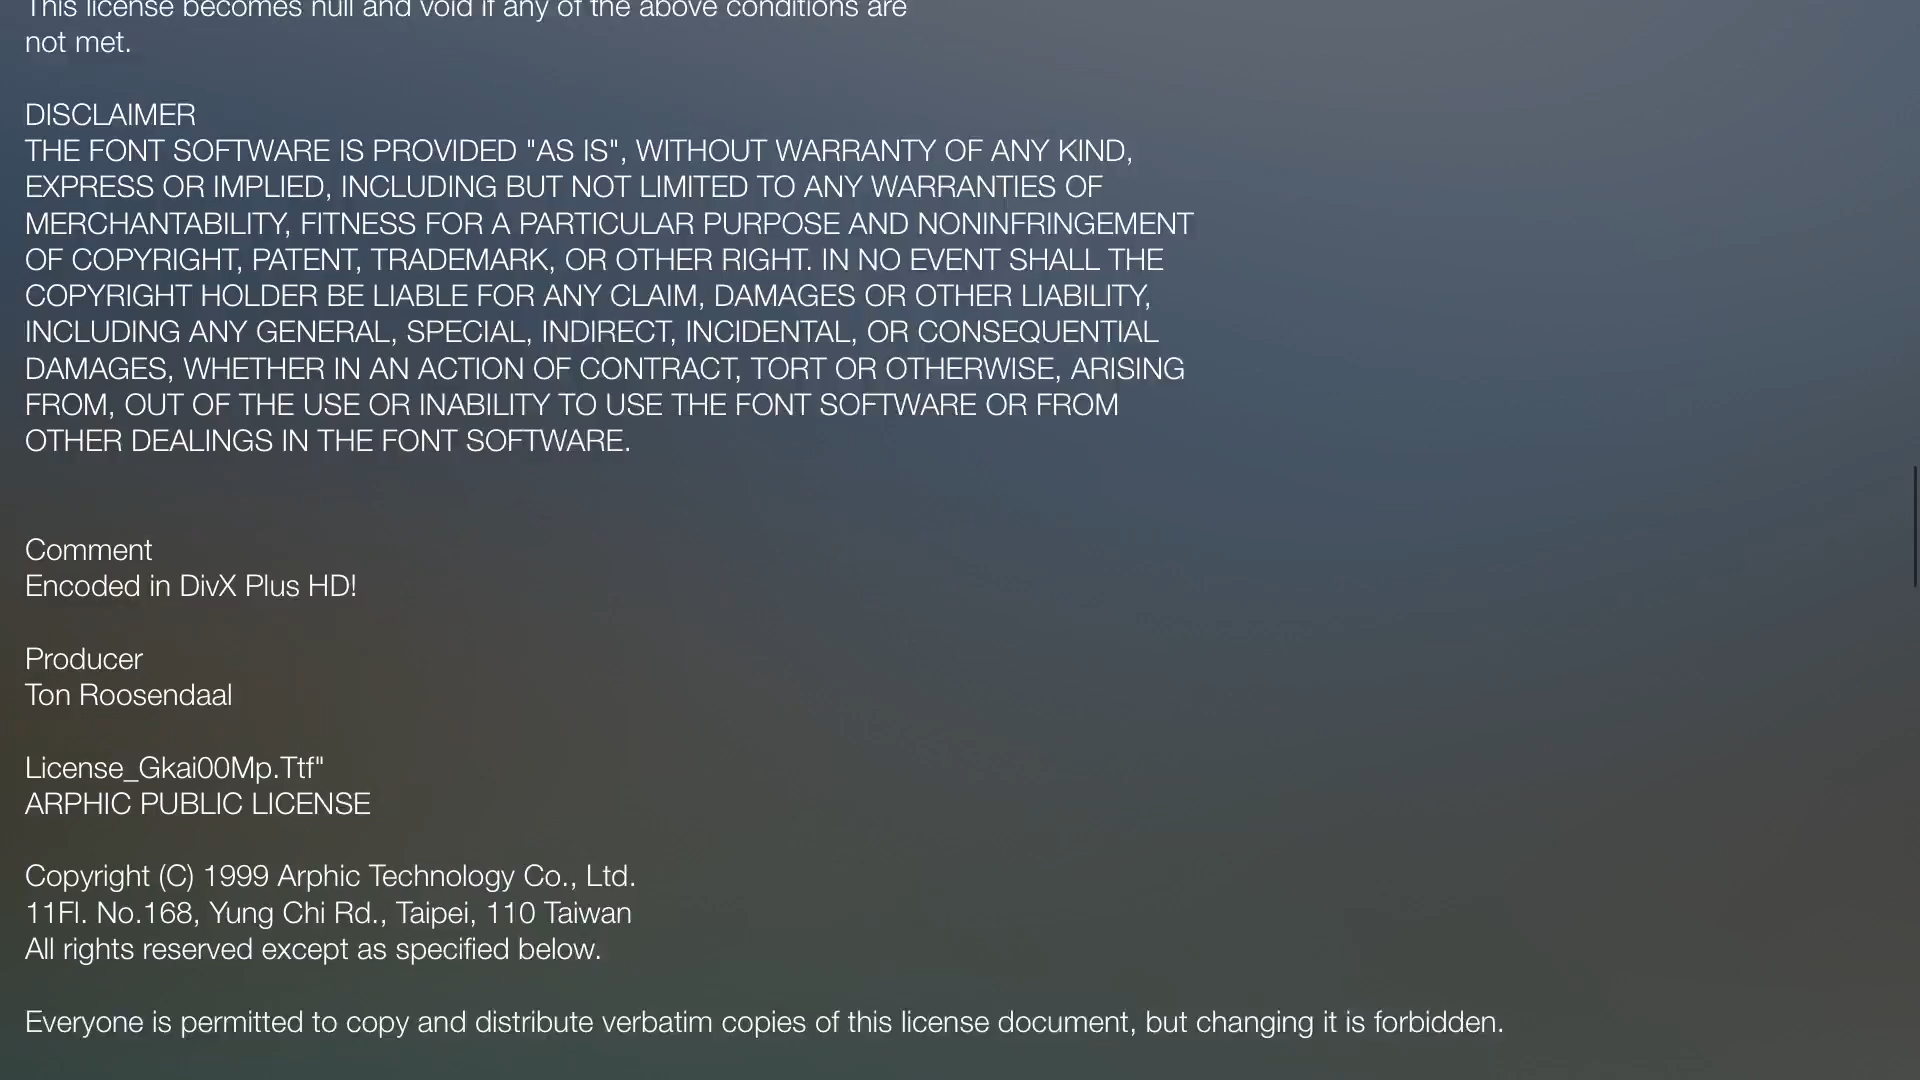 This license becomes null and void if any of the above conditions are
not met.
DISCLAIMER
THE FONT SOFTWARE IS PROVIDED "AS IS", WITHOUT WARRANTY OF ANY KIND,
EXPRESS OR IMPLIED, INCLUDING BUT NOT LIMITED TO ANY WARRANTIES OF
MERCHANTABILITY, FITNESS FOR A PARTICULAR PURPOSE AND NONINFRINGEMENT
OF COPYRIGHT, PATENT, TRADEMARK, OR OTHER RIGHT. IN NO EVENT SHALL THE
COPYRIGHT HOLDER BE LIABLE FOR ANY CLAIM, DAMAGES OR OTHER LIABILITY,
INCLUDING ANY GENERAL, SPECIAL, INDIRECT, INCIDENTAL, OR CONSEQUENTIAL
DAMAGES, WHETHER IN AN ACTION OF CONTRACT, TORT OR OTHERWISE, ARISING
FROM, OUT OF THE USE OR INABILITY TO USE THE FONT SOFTWARE OR FROM
OTHER DEALINGS IN THE FONT SOFTWARE.
Comment
Encoded in DivX Plus HD!
Producer
Ton Roosendaal
License_Gkai00Mp.Ttf"
ARPHIC PUBLIC LICENSE
Copyright (C) 1999 Arphic Technology Co., Ltd.
11Fl. No.168, Yung Chi Rd., Taipei, 110 Taiwan
All rights reserved except as specified below.
Everyone is permitted to copy and distribute verbatim copies of this license document, but changing it is forbidden.